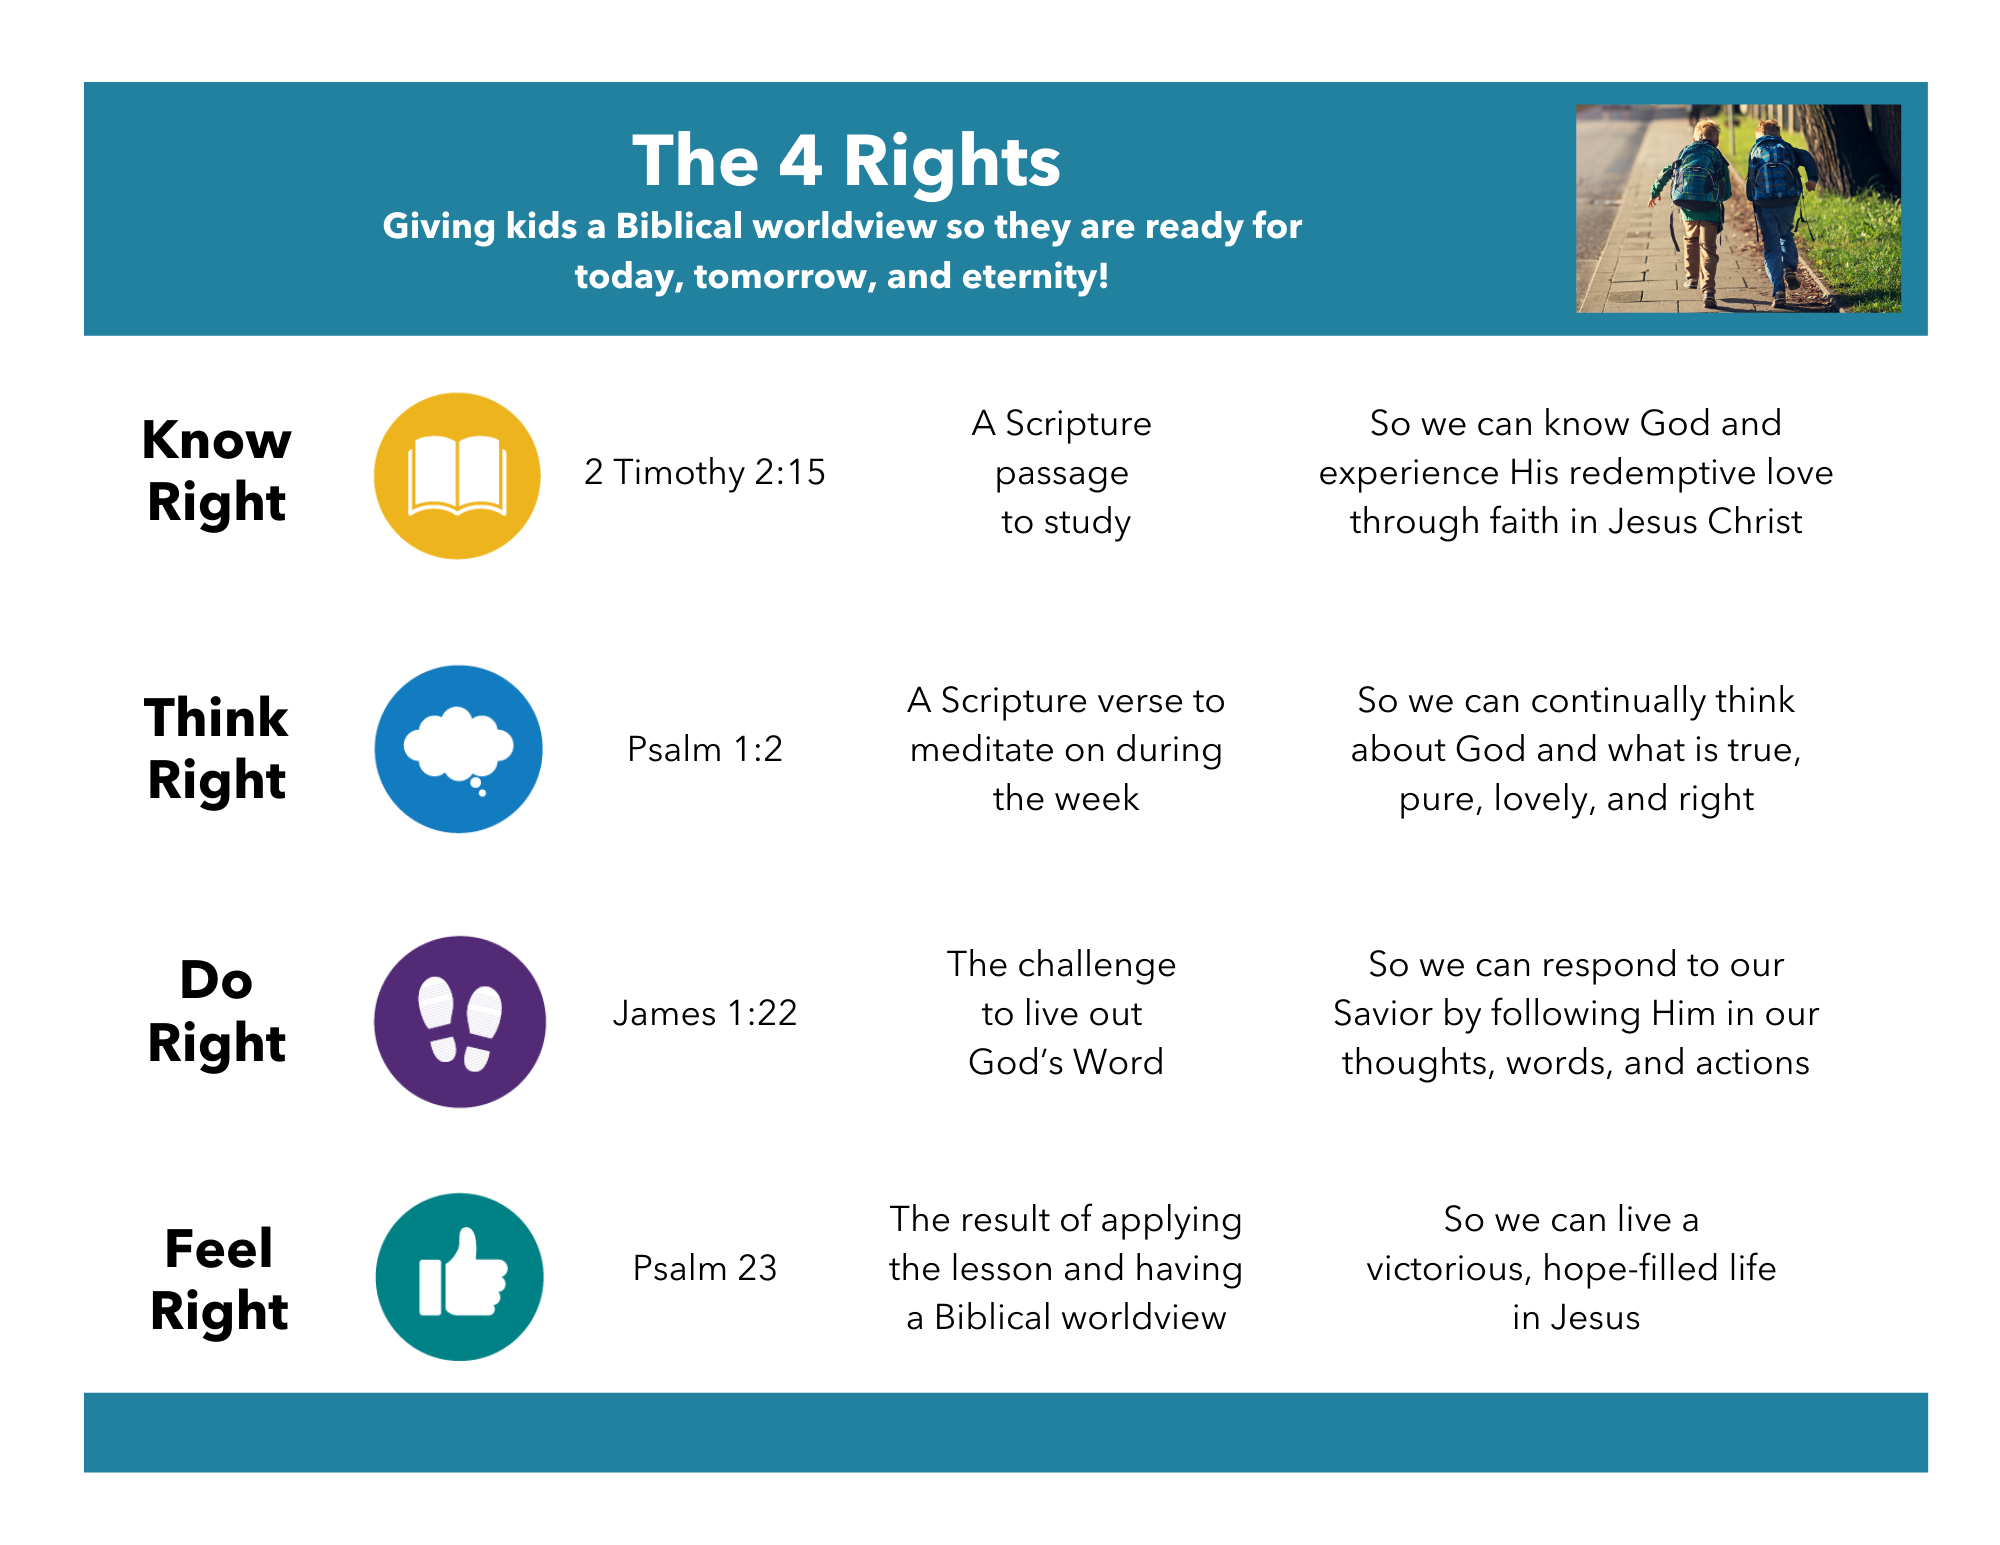 The 4 Rights
Giving kids a Biblical worldview so they are ready for
today, tomorrow, and eternity!
Know
Right
2 Timothy 2:15
A Scripture
passage
to study
So we can know God and
experience His redemptive love
through faith in Jesus Christ
Think
Right
Psalm 1:2
A Scripture verse to
meditate on during
the week
So we can continually think
about God and what is true,
pure, lovely, and right
Do
Right
James 1:22
The challenge
to live out
God’s Word
So we can respond to our
Savior by following Him in our
thoughts, words, and actions
Feel
Right
Psalm 23
The result of applying
the lesson and having
a Biblical worldview
So we can live a
victorious, hope-filled life
in Jesus